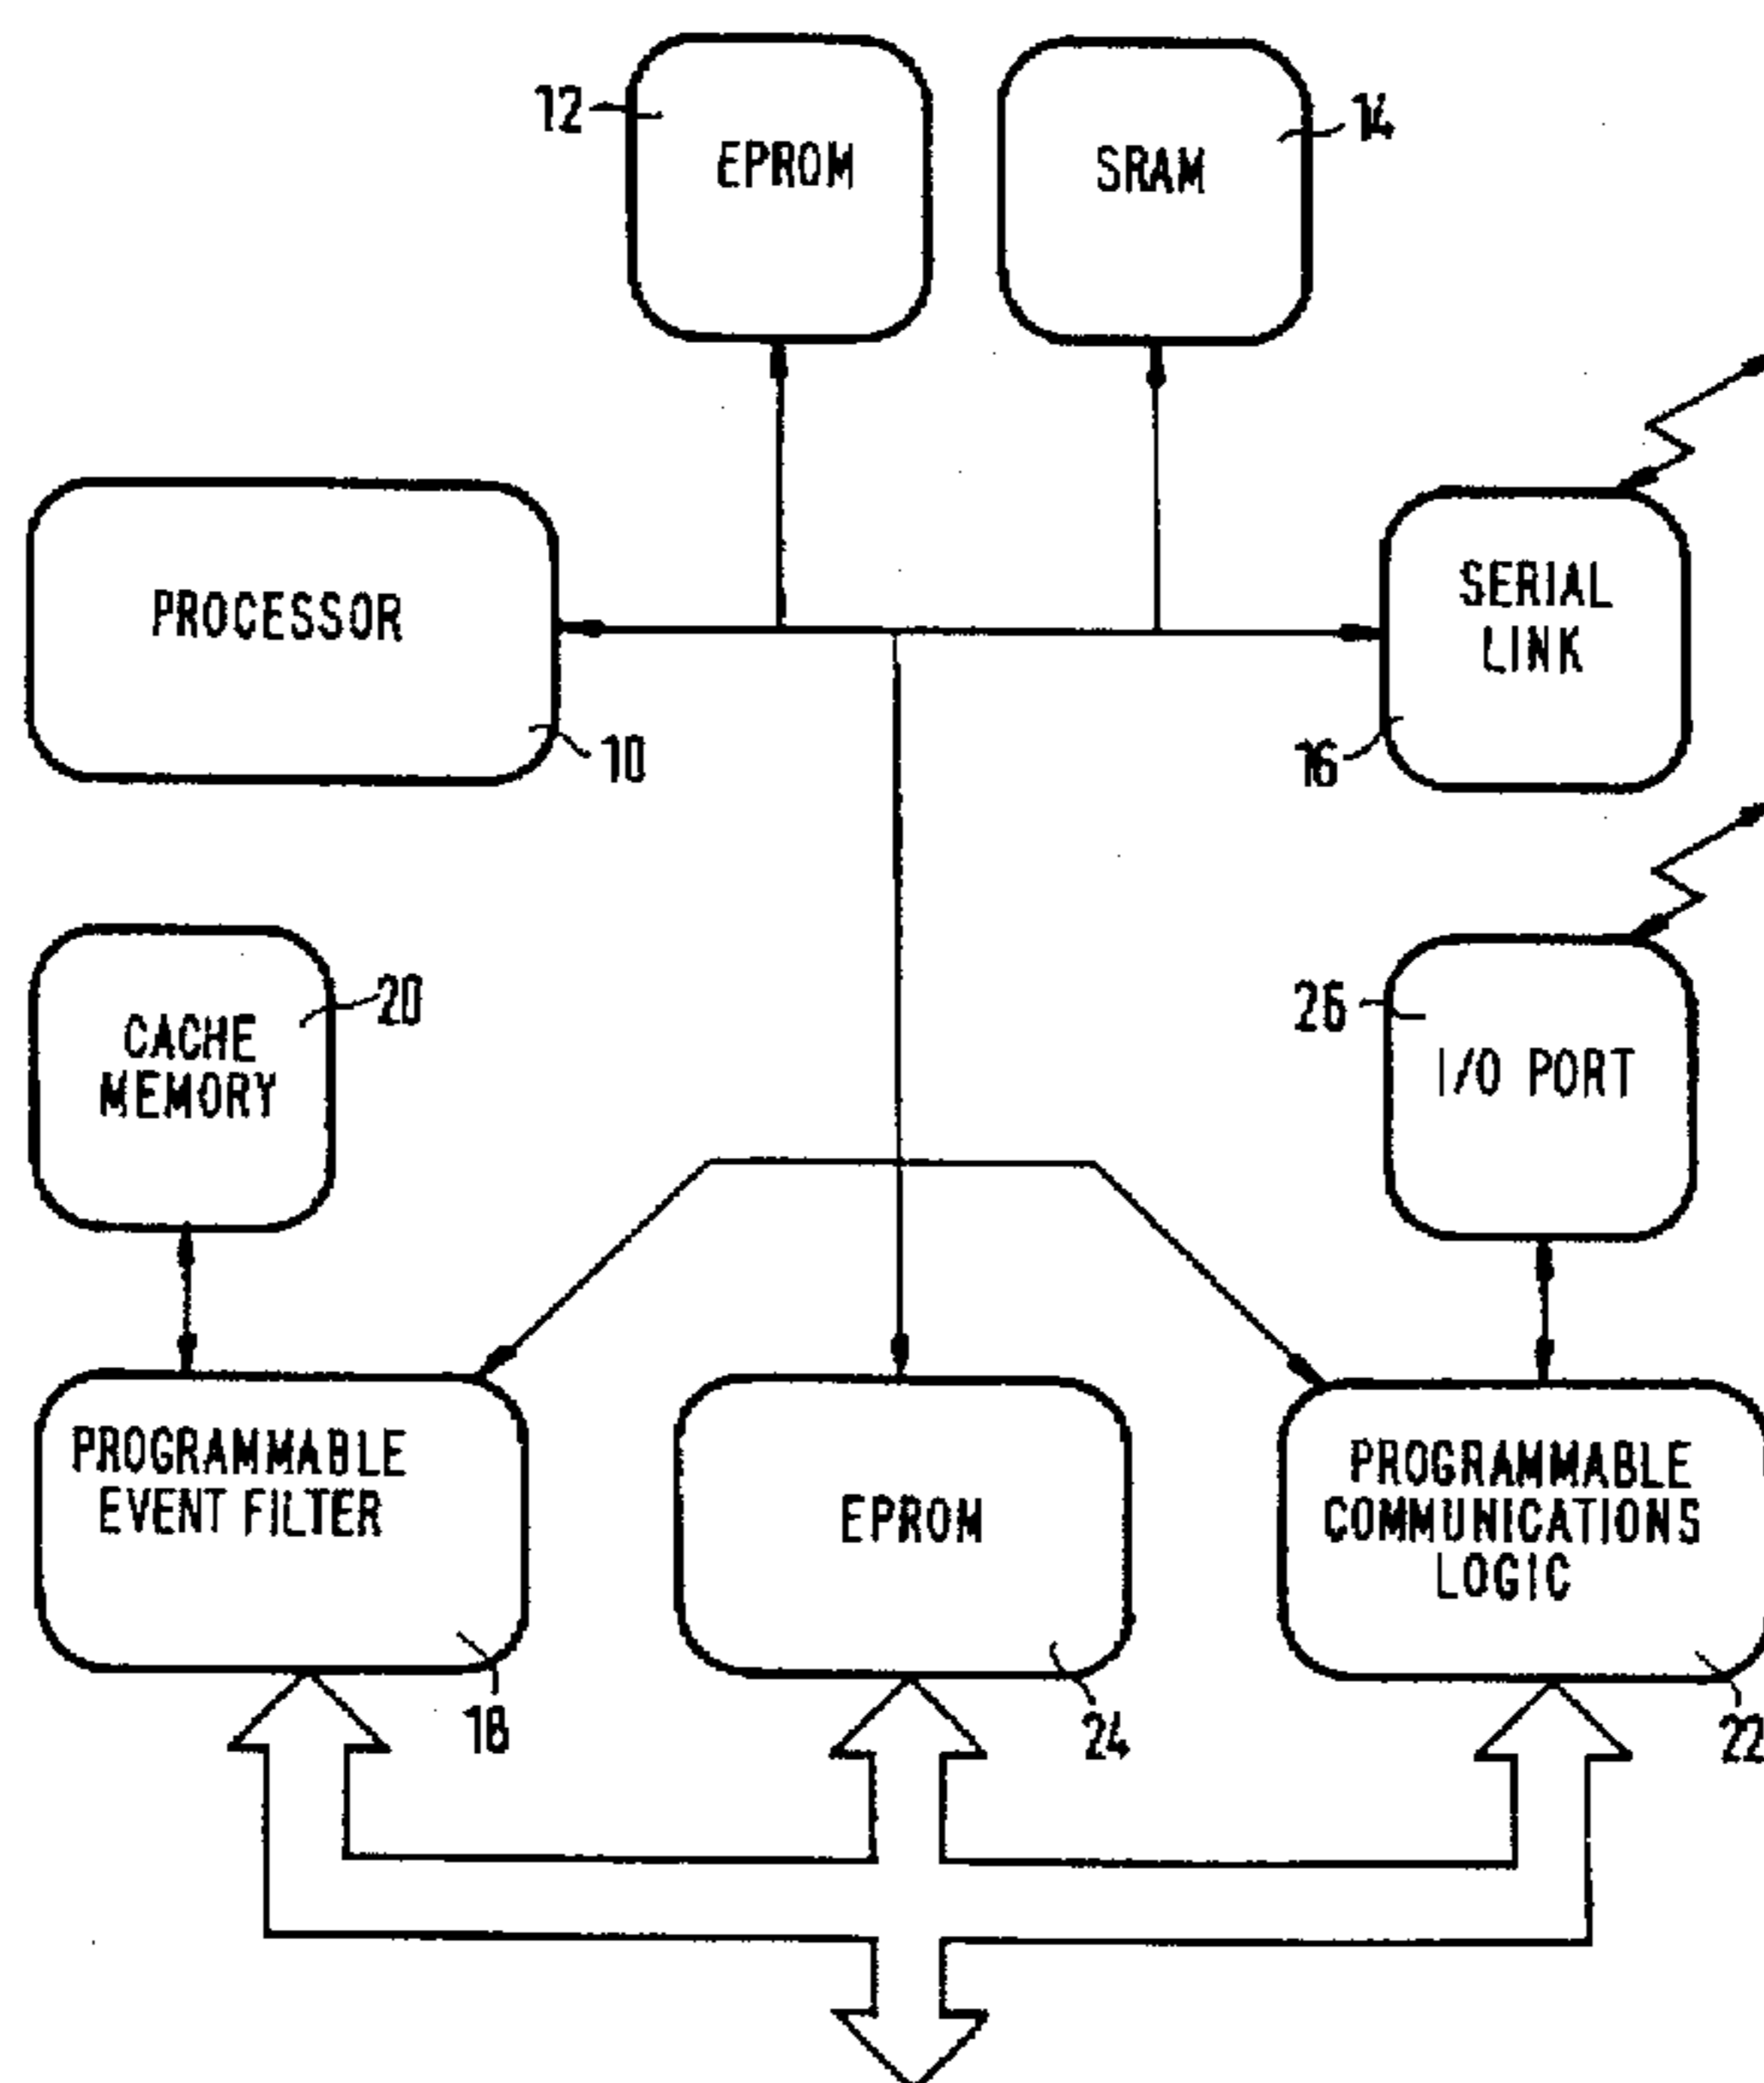 12
EPROM
SRAM
14
PROCESSOR
10
SERIAL
LINK
16
CACHE
MEMORY
20
26
I/O PORT
PROGRAMMABLE
EVENT FILTER
18
EPROM
24
PROGRAMMABLE
COMMUNICATIONS
LOGIC
22